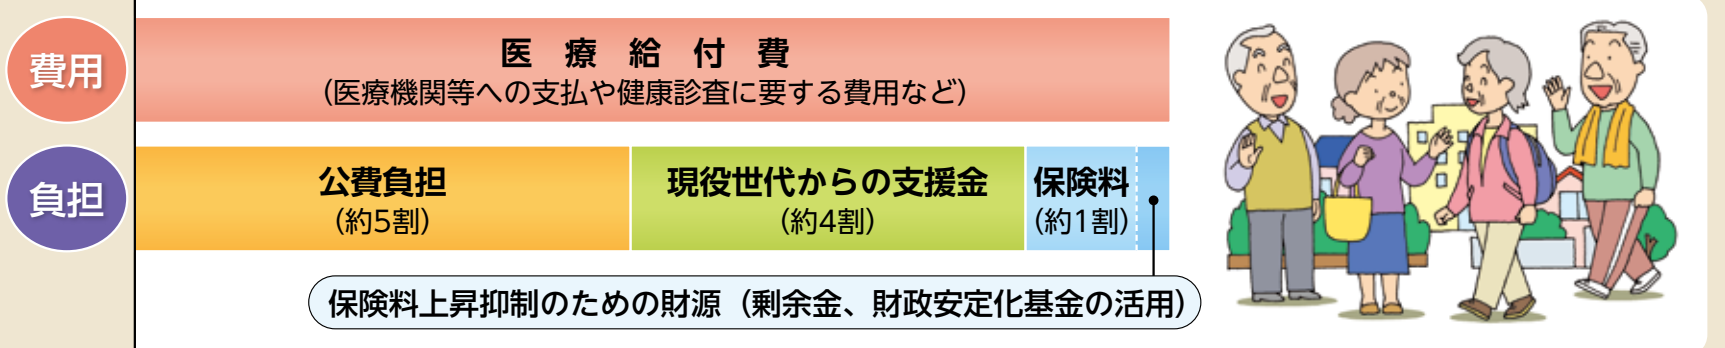 費用
医療給付費
（医療機関等への支払や健康診査に要する費用など）
負担
公費負担
（約5割）
現役世代からの支援金
（約4割）
保険料
（約1割）
保険料上昇抑制のための財源（剰余金、財政安定化基金の活用）